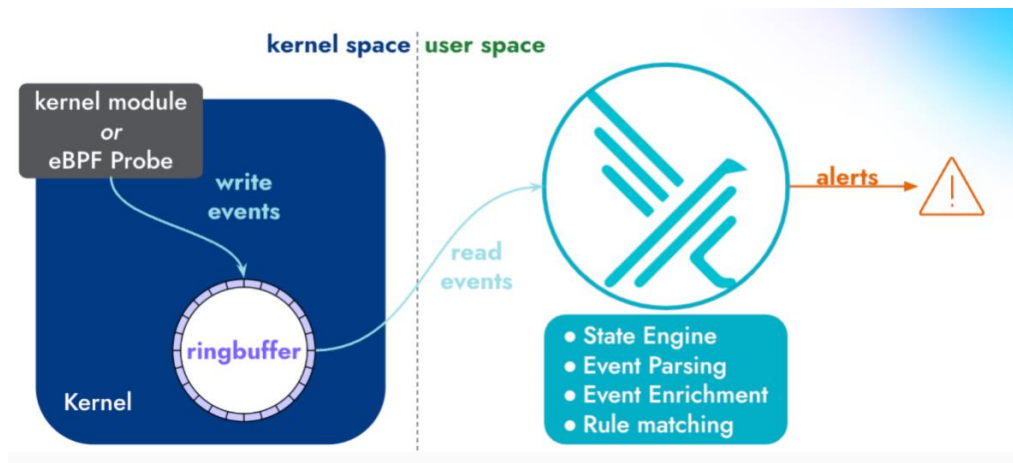 kernel space
user space
kernel module
or
eBPF Probe
write
events
read
events
ringbuffer
Kernel
alerts
● State Engine
● Event Parsing
● Event Enrichment
● Rule matching